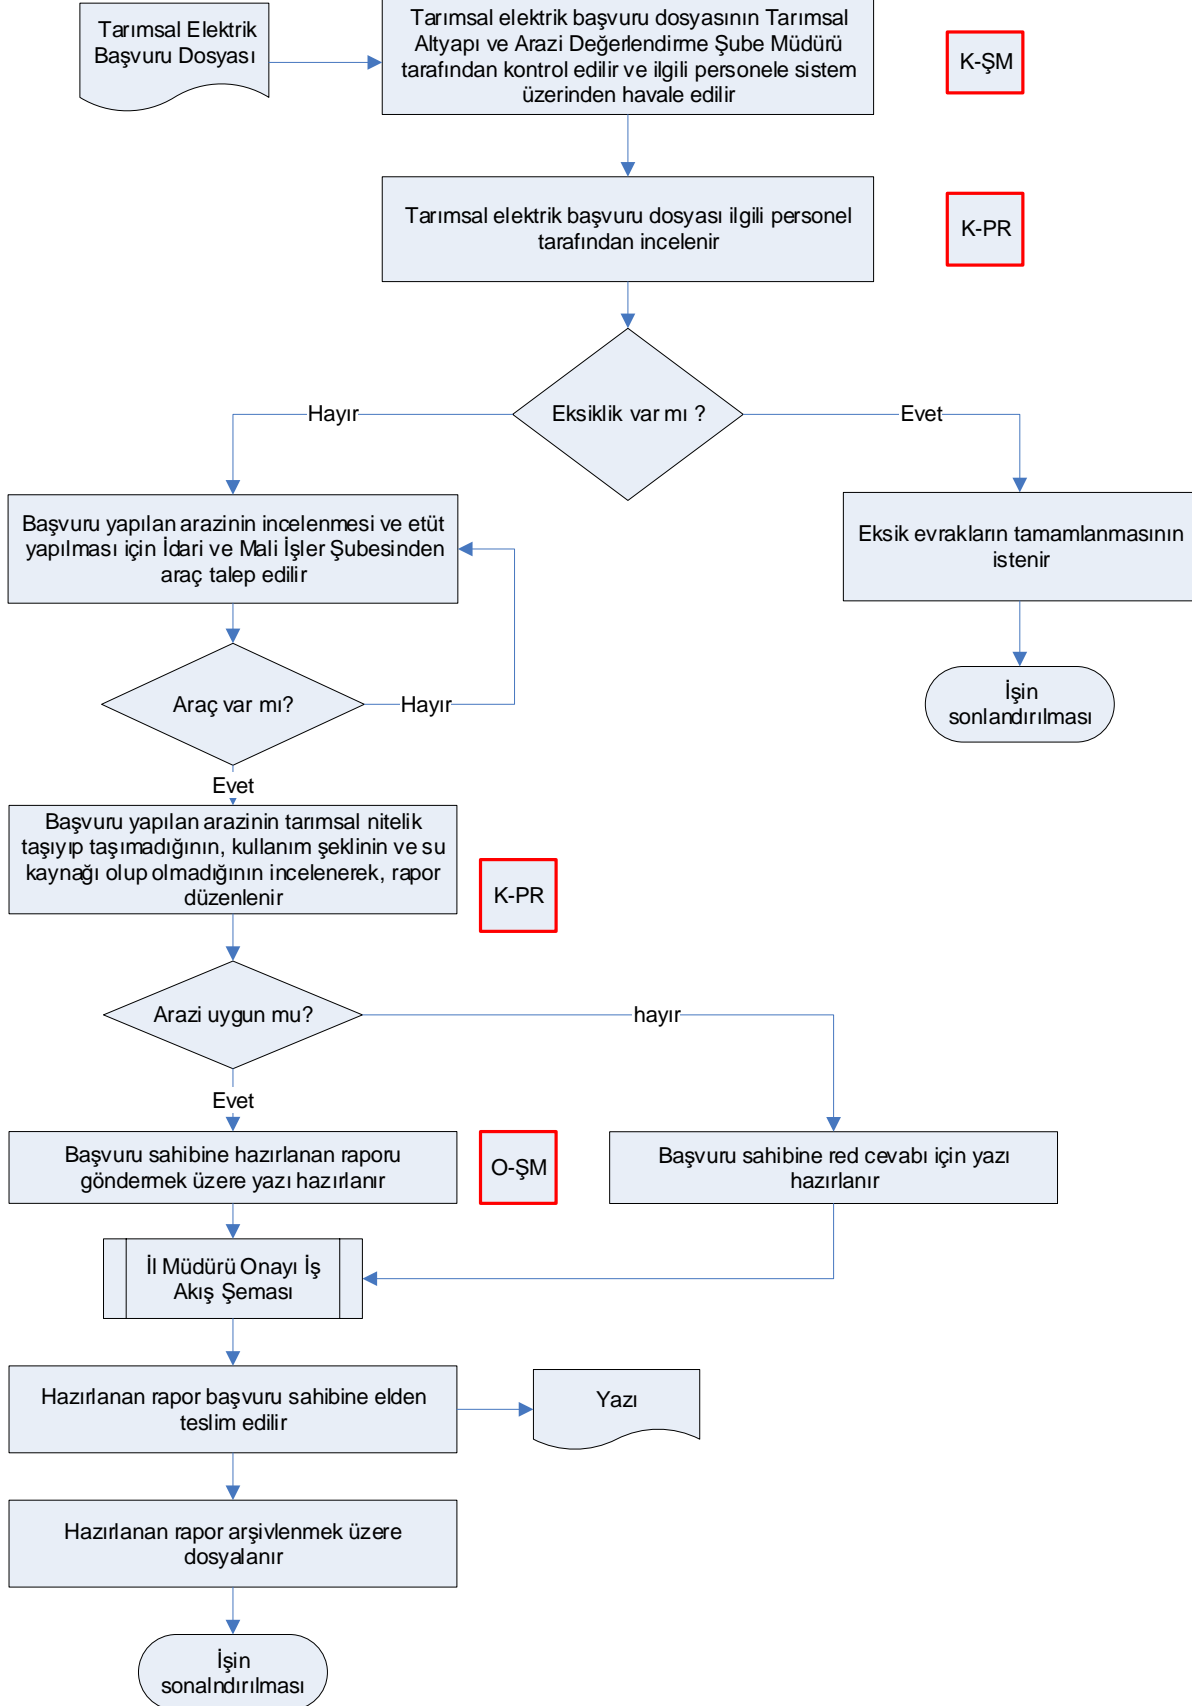 Tarımsal Elektrik
Başvuru Dosyası
Tarımsal elektrik başvuru dosyasının Tarımsal
Altyapı ve Arazi Değerlendirme Şube Müdürü
tarafından kontrol edilir ve ilgili personele sistem
üzerinden havale edilir
K-ŞM
Tarımsal elektrik başvuru dosyası ilgili personel
tarafından incelenir
K-PR
Eksiklik var mı ?
Hayır
Evet
Başvuru yapılan arazinin incelenmesi ve etüt
yapılması için İdari ve Mali İşler Şubesinden
araç talep edilir
Eksik evrakların tamamlanmasının
istenir
Araç var mı?
Hayır
İşin
sonlandırılması
Evet
Başvuru yapılan arazinin tarımsal nitelik
taşıyıp taşımadığının, kullanım şeklinin ve su
kaynağı olup olmadığının incelenerek, rapor
düzenlenir
K-PR
Arazi uygun mu?
hayır
Evet
Başvuru sahibine hazırlanan raporu
göndermek üzere yazı hazırlanır
O-ŞM
Başvuru sahibine red cevabı için yazı
hazırlanır
İl Müdürü Onayı İş
Akış Şeması
Hazırlanan rapor başvuru sahibine elden
teslim edilir
Yazı
Hazırlanan rapor arşivlenmek üzere
dosyalanır
İşin
sonalndırılması